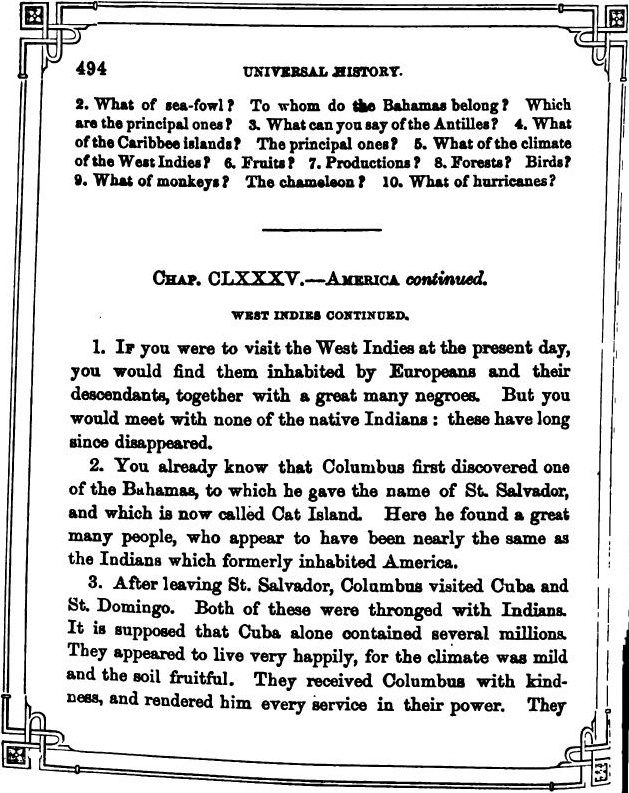 494
UNIVERSAL HISTORY.
2. What of sea-fowl? To whom do the Bahamas belong? Which
are the principal ones? 3. What can you say of the Antilles? 4. What
of the Caribbee islands? The principal ones? 5. What of the climate
of the West Indies? 6. Fruits? 7. Productions? 8. Forests? Birds?
9. What of monkeys? The chameleon? 10. What of hurricanes?
CHAP. CLXXXV.—AMERICA continued.
WEST INDIES CONTINUED.
1. IF you were to visit the West Indies at the present day,
you would find them inhabited by Europeans and their
descendants, together with a great many negroes. But you
would meet with none of the native Indians: these have long
since disappeared.
2. You already know that Columbus first discovered one
of the Bahamas, to which he gave the name of St. Salvador,
and which is now called Cat Island. Here he found a great
many people, who appear to have been nearly the same as
the Indians which formerly inhabited America.
3. After leaving St. Salvador, Columbus visited Cuba and
St. Domingo. Both of these were thronged with Indians.
It is supposed that Cuba alone contained several millions.
They appeared to live very happily, for the climate was mild
and the soil fruitful. They received Columbus with kind-
ness, and rendered him every service in their power. They